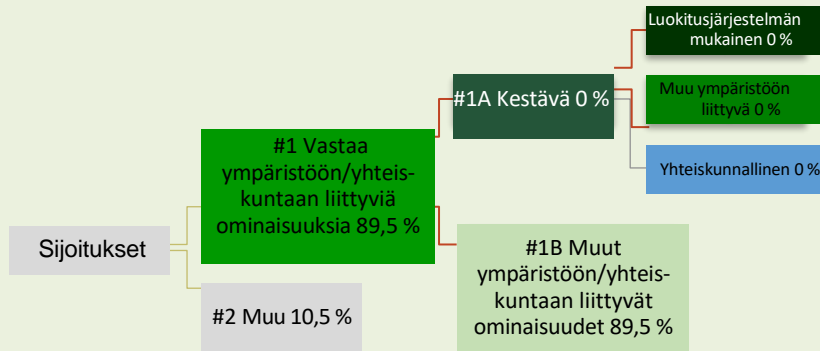 Sijoitukset
#1 Vastaa
ympäristöön/yhteis-
kuntaan liittyviä
ominaisuuksia 89,5 %
#2 Muu 10,5 %
#1A Kestävä 0 %
#1B Muut
ympäristöön/yhteis-
kuntaan liittyvät
ominaisuudet 89,5 %
Luokitusjärjestelmän
mukainen 0 %
Muu ympäristöön
liittyvä 0 %
Yhteiskunnallinen 0 %